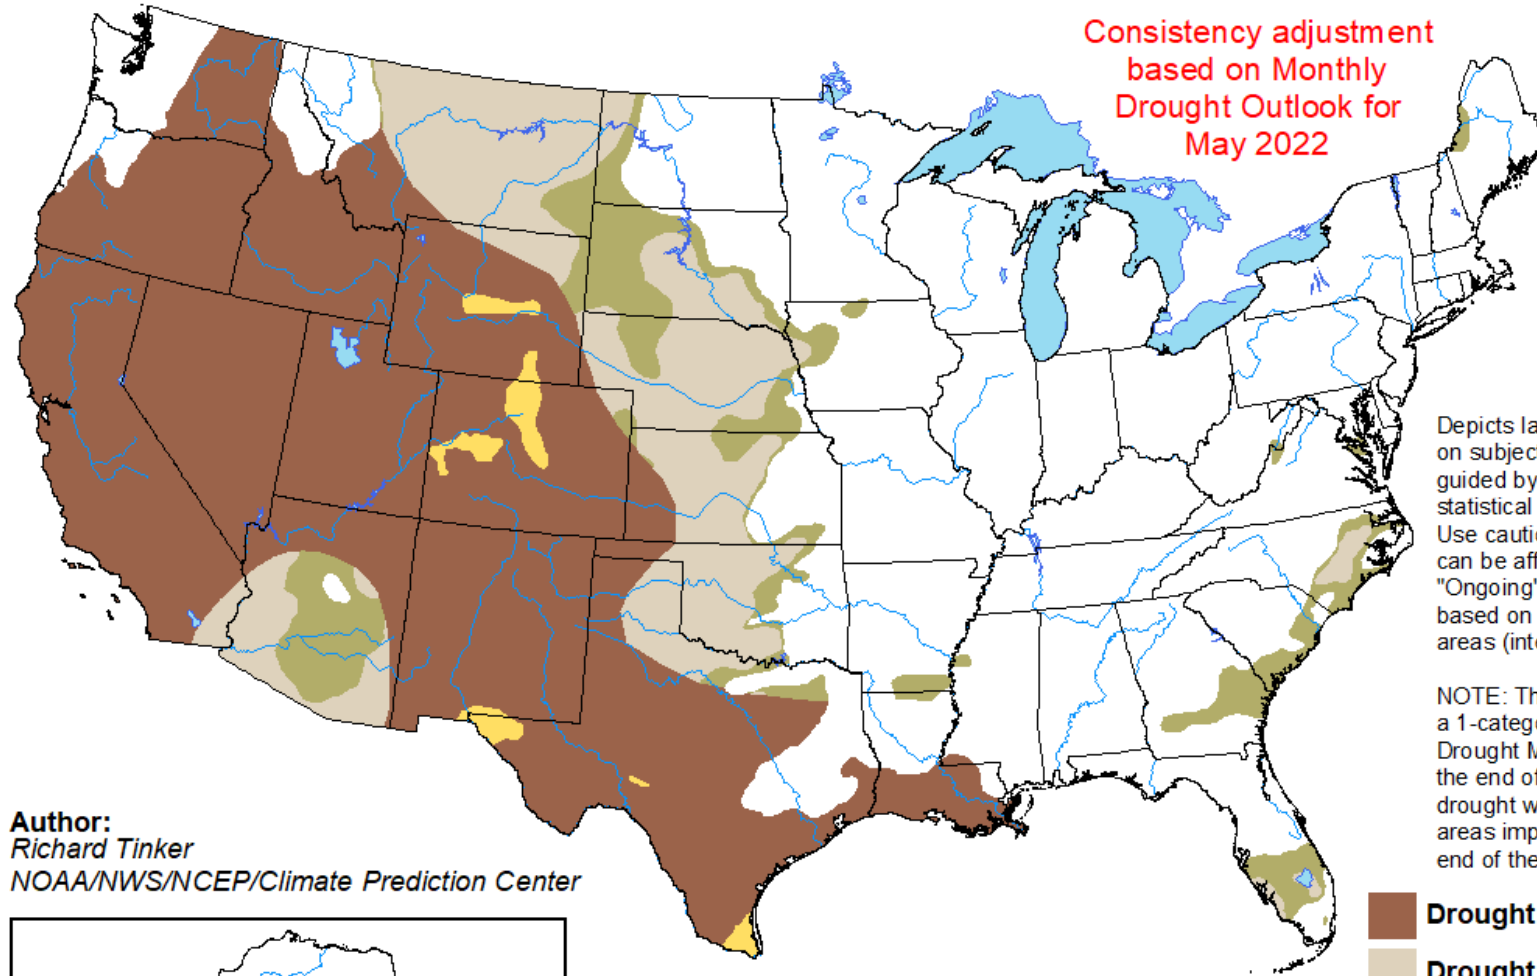 Consistency adjustment
based on Monthly
Drought Outlook for
May 2022
Depicts la
on subject
guided by
statistical
Use cautio
can be aff
"Ongoing"
based on
areas (inte
NOTE: Th
a 1-catego
Drought M
the end of
drought w
areas imp
end of the
Author:
Richard Tinker
NOAA/NWS/NCEP/Climate Prediction Center
Drought
Drought